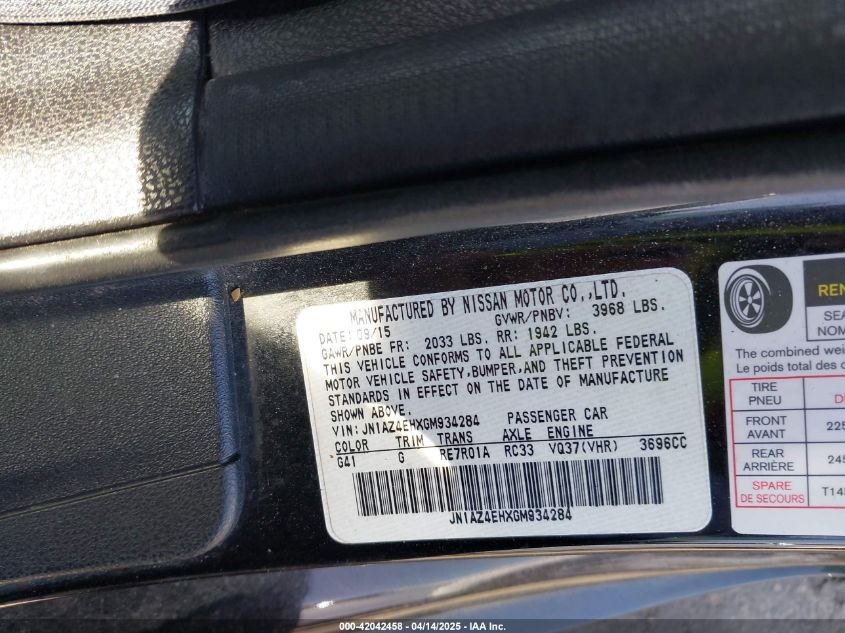 MANUFACTURED BY NISSAN MOTOR CO.,LTD.
DATE: 09/15 GVWR/PNBV: 3968 LBS.
GAWR/PNBE FR: 2033 LBS. RR: 1942 LBS.
THIS VEHICLE CONFORMS TO ALL APPLICABLE FEDERAL
MOTOR VEHICLE SAFETY,BUMPER,AND THEFT PREVENTION
STANDARDS IN EFFECT ON THE DATE OF MANUFACTURE
SHOWN ABOVE.
VIN: JN1AZ4EHXGM934284 PASSENGER CAR
COLOR TRIM TRANS AXLE ENGINE
G41 G RE7R01A RC33 VQ37(VHR) 3696CC
JN1AZ4EHXGM934284
The combined
Le poids total des
TIRE
PNEU
FRONT
AVANT
REAR
ARRIÈRE
SPARE
DE SECOURS
000-42042458 - 04/14/2025 - IAA Inc.